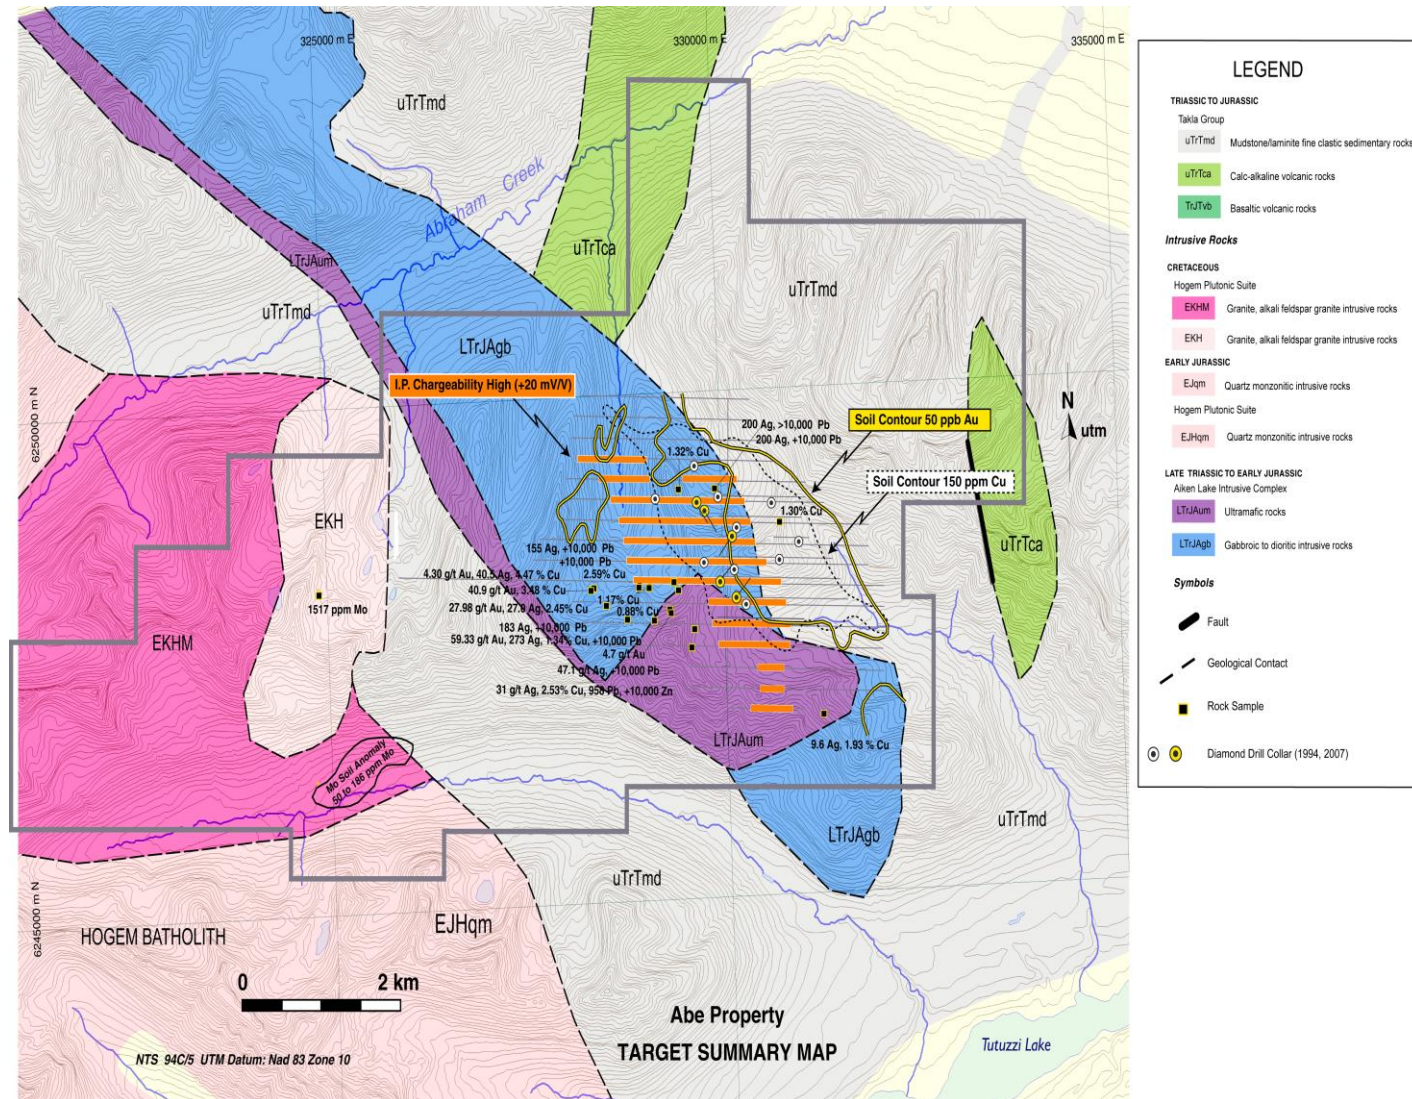 325000 m E
330000 m E
335000 m E
uTrTmd
Abraham Creek
uTrTca
LTrJAum
uTrTmd
uTrTmd
LTrJAgb
I.P. Chargeability High (+20 mV/V)
6250000 m N
N
utm
200 Ag, >10,000 Pb
200 Ag, +10,000 Pb
Soil Contour 50 ppb Au
1.32% Cu
Soil Contour 150 ppm Cu
1.30% Cu
EKH
uTrTca
155 Ag, +10,000 Pb
+10,000 Pb
4.30 g/t Au, 40.5 Ag, 4.47 % Cu
2.59% Cu
40.9 g/t Au, 3.48 % Cu
1.17% Cu
27.98 g/t Au, 27.8 Ag, 2.45% Cu
0.88% Cu
1517 ppm Mo
183 Ag, +10,000 Pb
59.33 g/t Au, 273 Ag, 1.34% Cu, +10,000 Pb
4.7 g/t Au
47.1 g/t Ag, +10,000 Pb
31 g/t Ag, 2.53% Cu, 958 Pb, +10,000 Zn
EKHM
LTrJAum
9.6 Ag, 1.93 % Cu
Mo Soil Anomaly
50 to 186 ppm Mo
LTrJAgb
uTrTmd
uTrTmd
6245000 m N
EJHqm
HOGEM BATHOLITH
0 2 km
Abe Property
TARGET SUMMARY MAP
NTS 94C/5 UTM Datum: Nad 83 Zone 10
Tutuzzi Lake
LEGEND
TRIASSIC TO JURASSIC
Takla Group
uTrTmd Mudstone/laminite fine clastic sedimentary rocks
uTrTca Calc-alkaline volcanic rocks
TrJTvb Basaltic volcanic rocks
Intrusive Rocks
CRETACEOUS
Hogem Plutonic Suite
EKHM Granite, alkali feldspar granite intrusive rocks
EKH Granite, alkali feldspar granite intrusive rocks
EARLY JURASSIC
EJqm Quartz monzonitic intrusive rocks
Hogem Plutonic Suite
EJHqm Quartz monzonitic intrusive rocks
LATE TRIASSIC TO EARLY JURASSIC
Aiken Lake Intrusive Complex
LTrJAum Ultramafic rocks
LTrJAgb Gabbroic to dioritic intrusive rocks
Symbols
Fault
Geological Contact
Rock Sample
Diamond Drill Collar (1994, 2007)